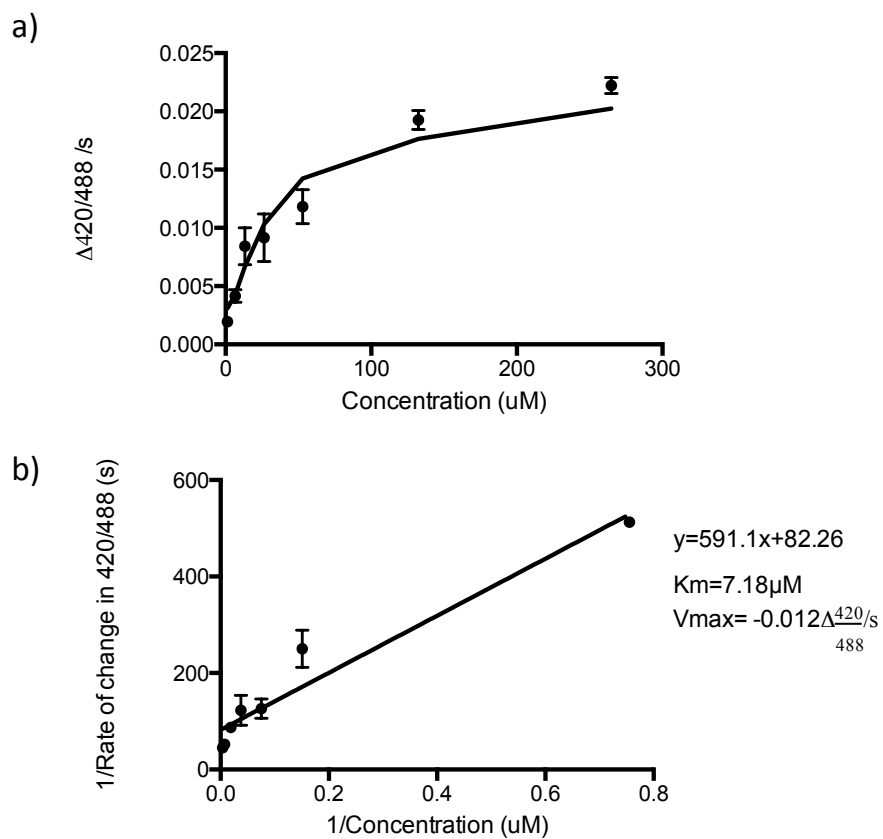 a)
Δ420/488 /s
0.025
0.020
0.015
0.010
0.005
0.000
0
100
200
300
Concentration (uM)
b)
1/Rate of change in 420/488 (s)
600
400
200
0
0.0
0.2
0.4
0.6
0.8
1/Concentration (uM)
y=591.1x+82.26
Km=7.18µM
Vmax= -0.012Δ420/488/s